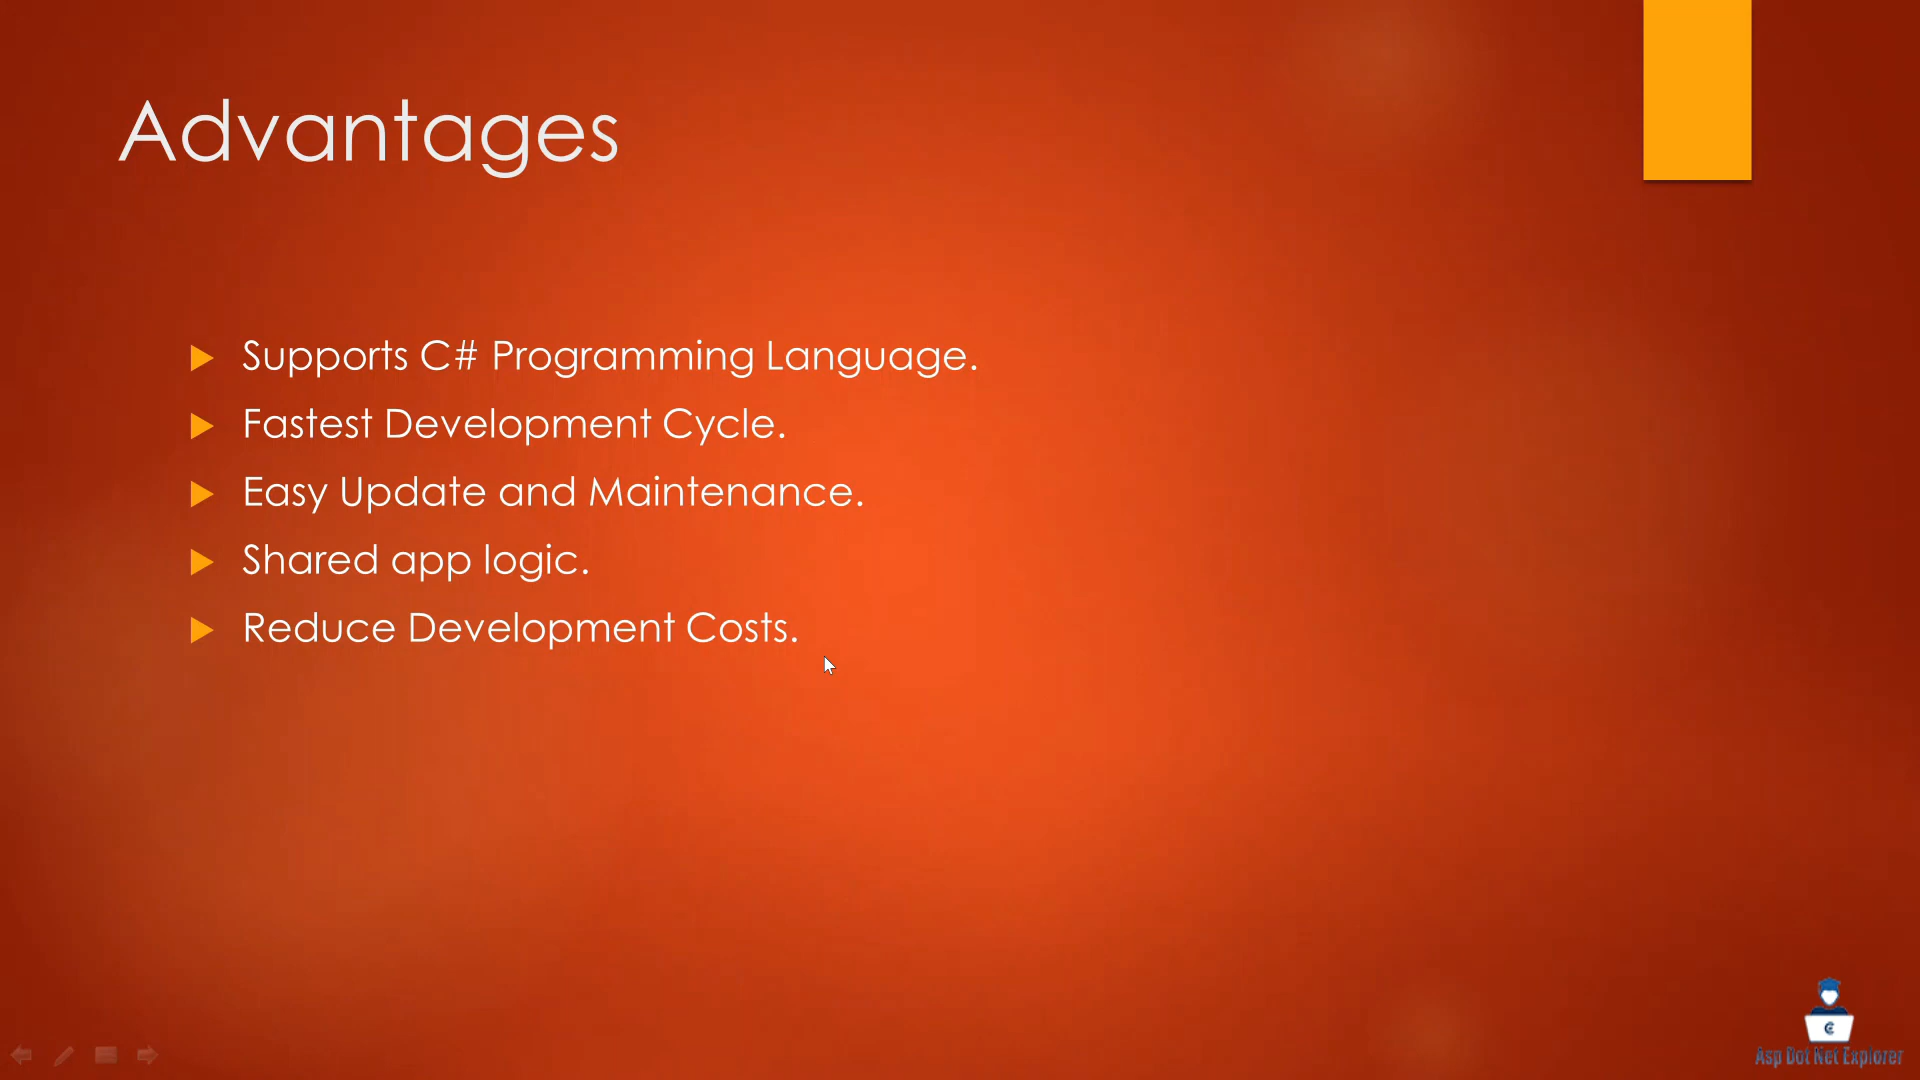 Advantages
Supports C# Programming Language.
Fastest Development Cycle.
Easy Update and Maintenance.
Shared app logic.
Reduce Development Costs.
Asp Dot Net Explorer